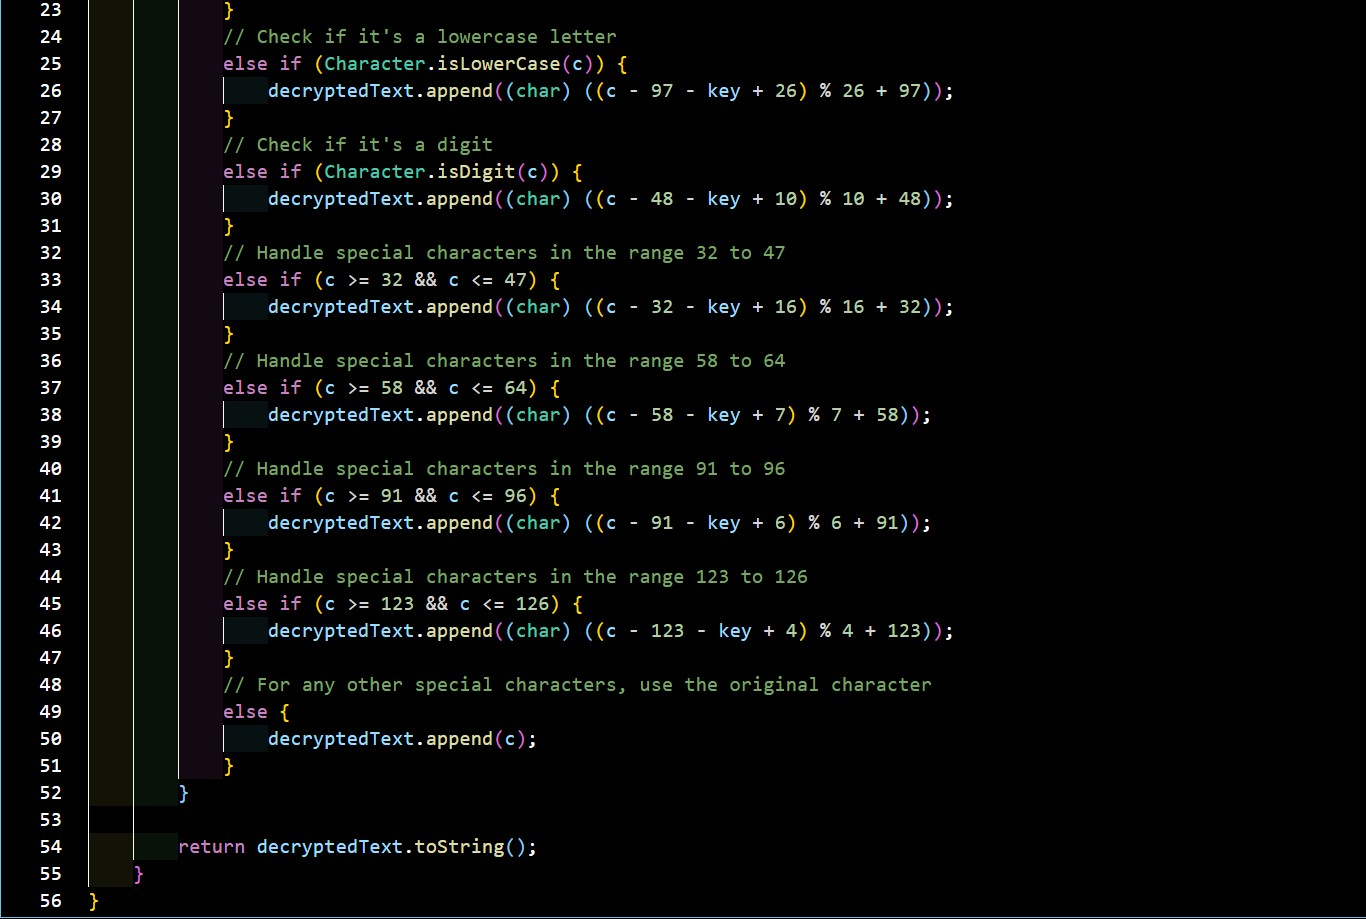 23 }
24 // Check if it's a lowercase letter
25 else if (Character.isLowerCase(c)) {
26 decryptedText.append((char) ((c - 97 - key + 26) % 26 + 97));
27 }
28 // Check if it's a digit
29 else if (Character.isDigit(c)) {
30 decryptedText.append((char) ((c - 48 - key + 10) % 10 + 48));
31 }
32 // Handle special characters in the range 32 to 47
33 else if (c >= 32 && c <= 47) {
34 decryptedText.append((char) ((c - 32 - key + 16) % 16 + 32));
35 }
36 // Handle special characters in the range 58 to 64
37 else if (c >= 58 && c <= 64) {
38 decryptedText.append((char) ((c - 58 - key + 7) % 7 + 58));
39 }
40 // Handle special characters in the range 91 to 96
41 else if (c >= 91 && c <= 96) {
42 decryptedText.append((char) ((c - 91 - key + 6) % 6 + 91));
43 }
44 // Handle special characters in the range 123 to 126
45 else if (c >= 123 && c <= 126) {
46 decryptedText.append((char) ((c - 123 - key + 4) % 4 + 123));
47 }
48 // For any other special characters, use the original character
49 else {
50 decryptedText.append(c);
51 }
52 }
53
54 return decryptedText.toString();
55 }
56 }